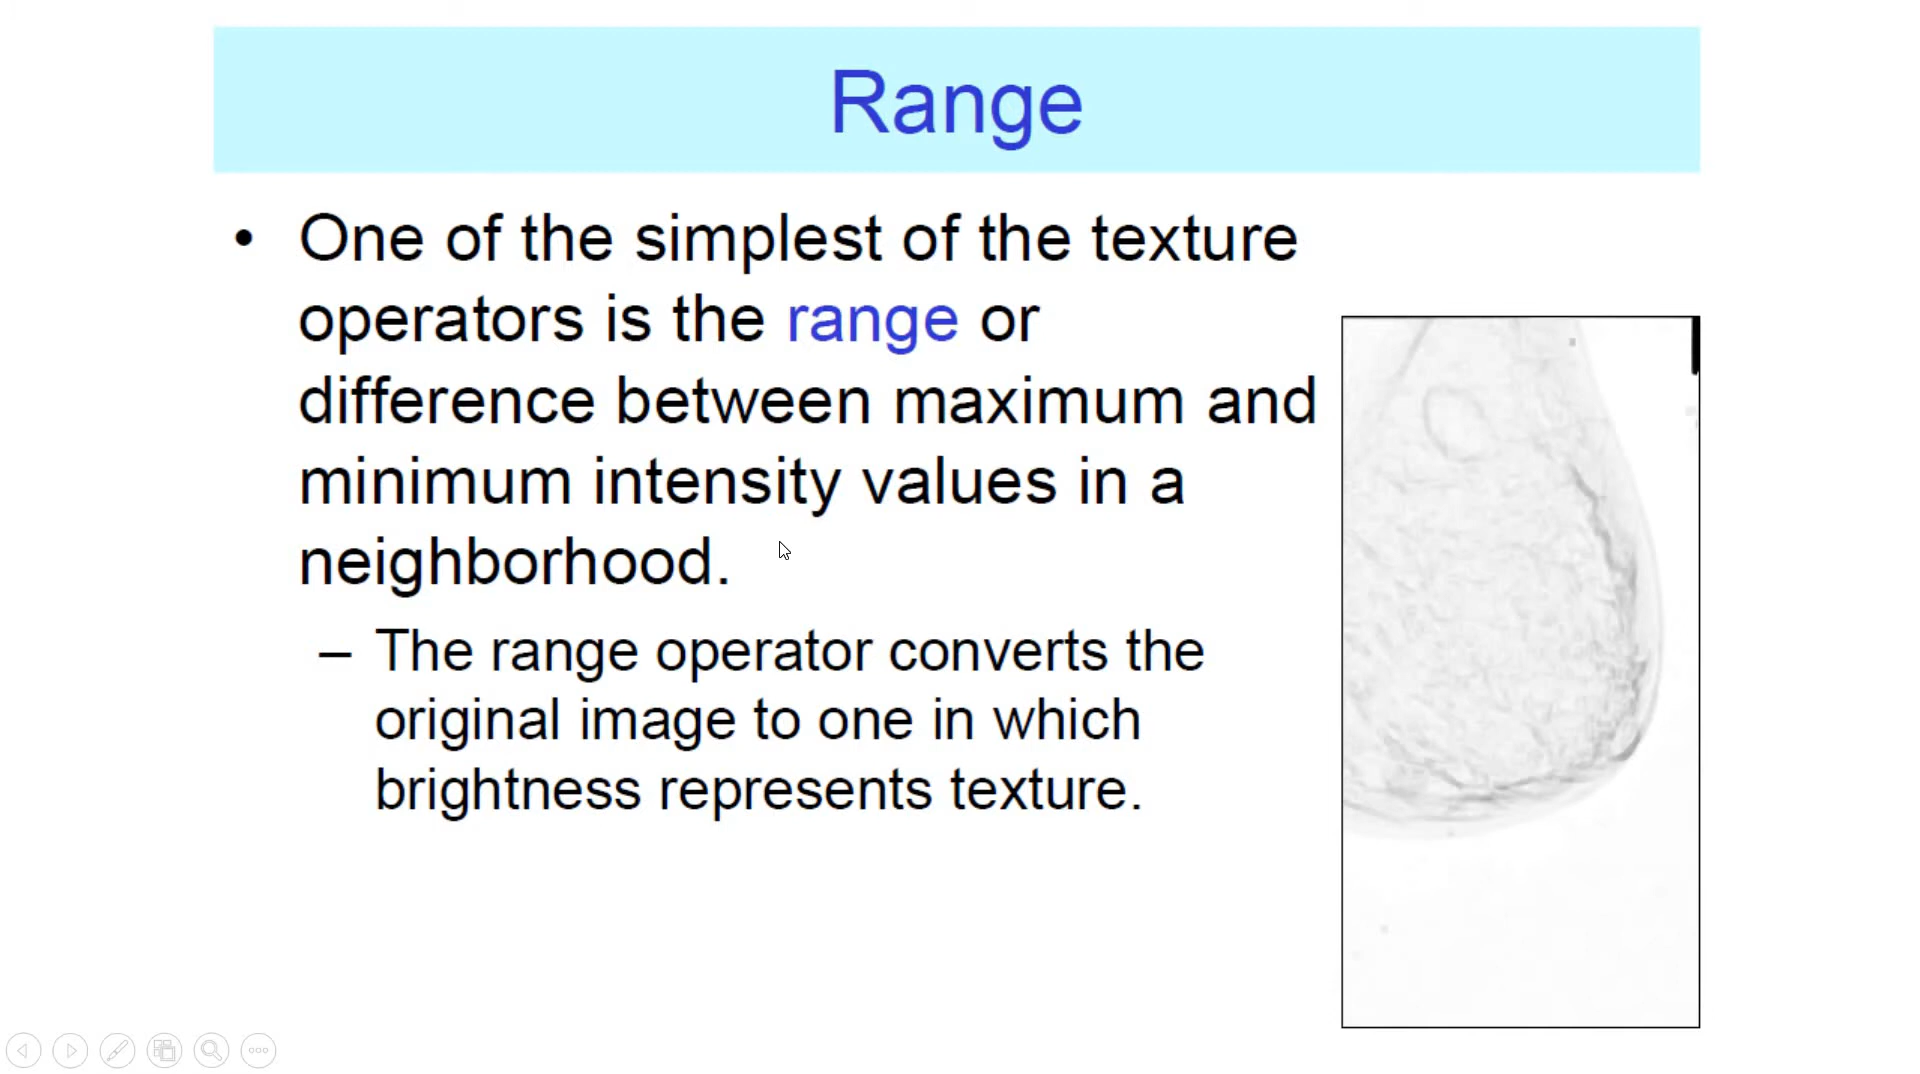 Range
• One of the simplest of the texture
operators is the range or
difference between maximum and
minimum intensity values in a
neighborhood.
– The range operator converts the
original image to one in which
brightness represents texture.